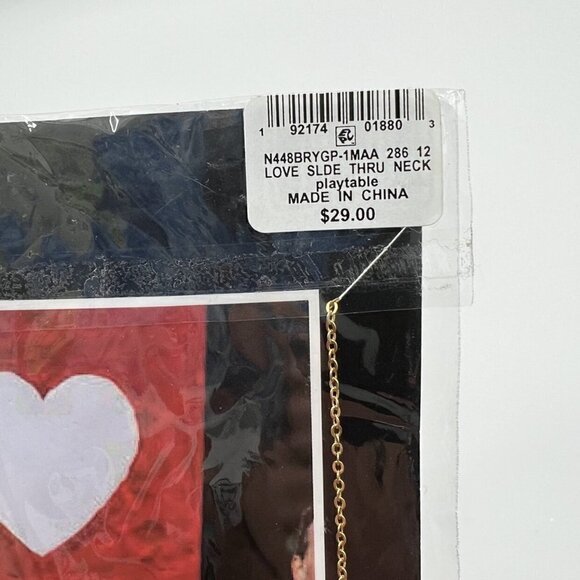 1 92174 01880 3
N448BRYGP-1MAA 286 12
LOVE SLDE THRU NECK
playtable
MADE IN CHINA
$29.00